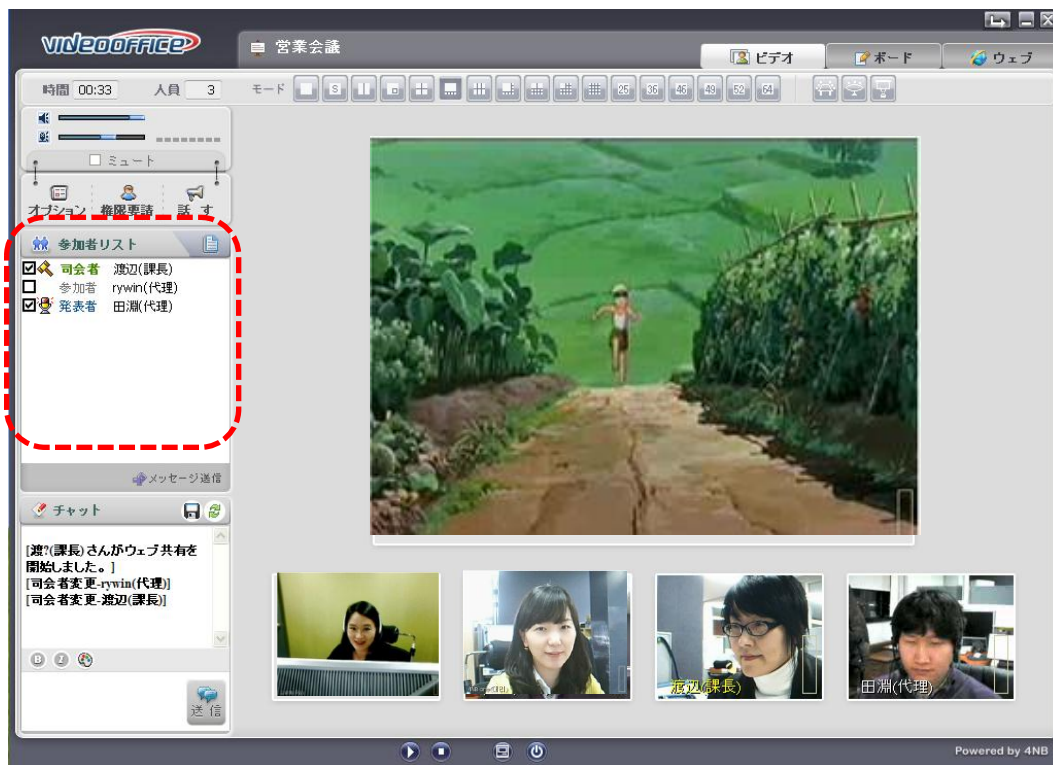 VIDEOOFFICE
営業会議
ビデオ
ボード
ウェブ
時間 00:33 人員 3
モード
S
25 36 46 49 52 64
ミュート
オプション 権限要請 話 す
参加者リスト
司会者 渡辺(課長)
参加者 rywin(代理)
発表者 田淵(代理)
メッセージ送信
チャット
[渡?(課長)さんがウェブ共有を
開始しました。]
[司会者変更-rywin(代理)]
[司会者変更-渡辺(課長)]
送 信
渡辺(課長)
田淵(代理)
Powered by 4NB